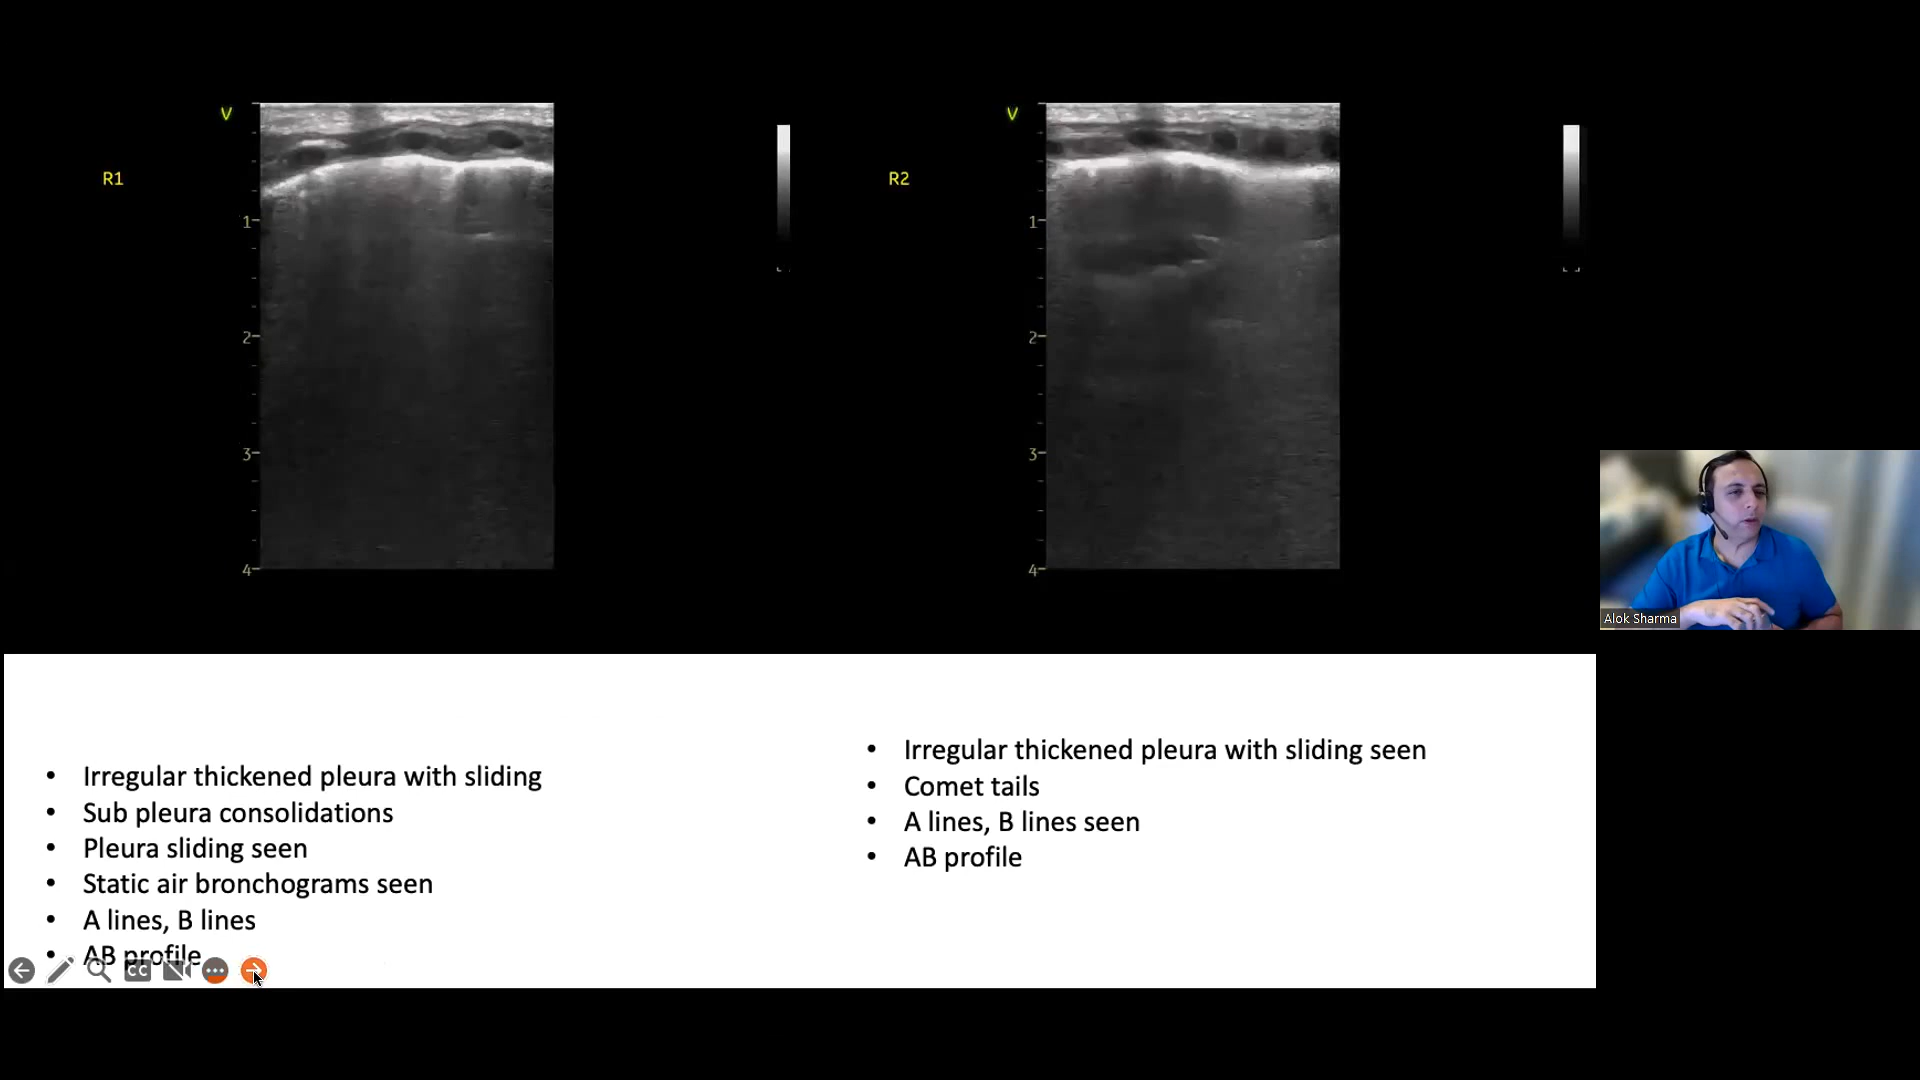 V
R1
1
2
3
4
V
R2
1
2
3
4
Alok Sharma
• Irregular thickened pleura with sliding
• Sub pleura consolidations
• Pleura sliding seen
• Static air bronchograms seen
• A lines, B lines
• AB profile
CC
• Irregular thickened pleura with sliding seen
• Comet tails
• A lines, B lines seen
• AB profile